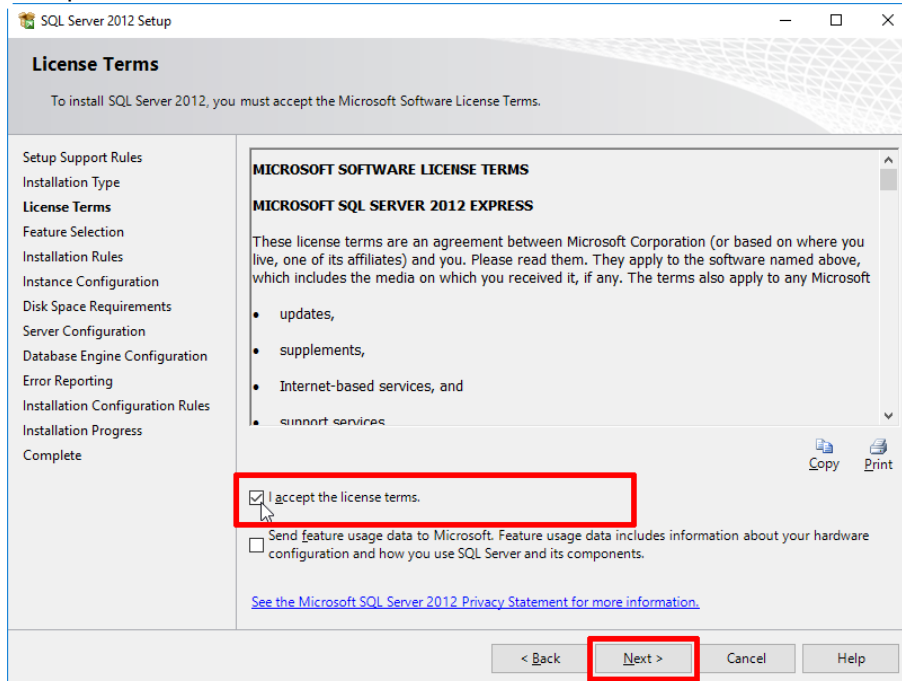 SQL Server 2012 Setup
License Terms
To install SQL Server 2012, you must accept the Microsoft Software License Terms.
Setup Support Rules
Installation Type
License Terms
Feature Selection
Installation Rules
Instance Configuration
Disk Space Requirements
Server Configuration
Database Engine Configuration
Error Reporting
Installation Configuration Rules
Installation Progress
Complete
MICROSOFT SOFTWARE LICENSE TERMS
MICROSOFT SQL SERVER 2012 EXPRESS
These license terms are an agreement between Microsoft Corporation (or based on where you
live, one of its affiliates) and you. Please read them. They apply to the software named above,
which includes the media on which you received it, if any. The terms also apply to any Microsoft
• updates,
• supplements,
• Internet-based services, and
• support services
Copy Print
I accept the license terms.
Send feature usage data to Microsoft. Feature usage data includes information about your hardware
configuration and how you use SQL Server and its components.
See the Microsoft SQL Server 2012 Privacy Statement for more information.
< Back Next > Cancel Help